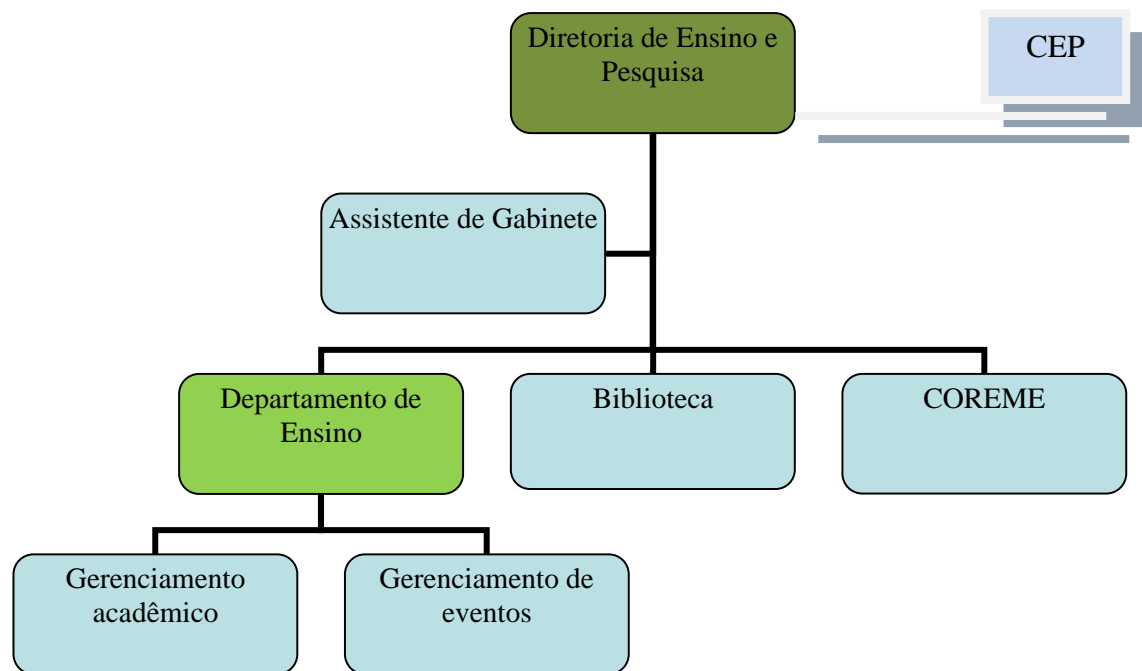 Diretoria de Ensino e
Pesquisa
CEP
Assistente de Gabinete
Departamento de
Ensino
Biblioteca
COREME
Gerenciamento
acadêmico
Gerenciamento de
eventos